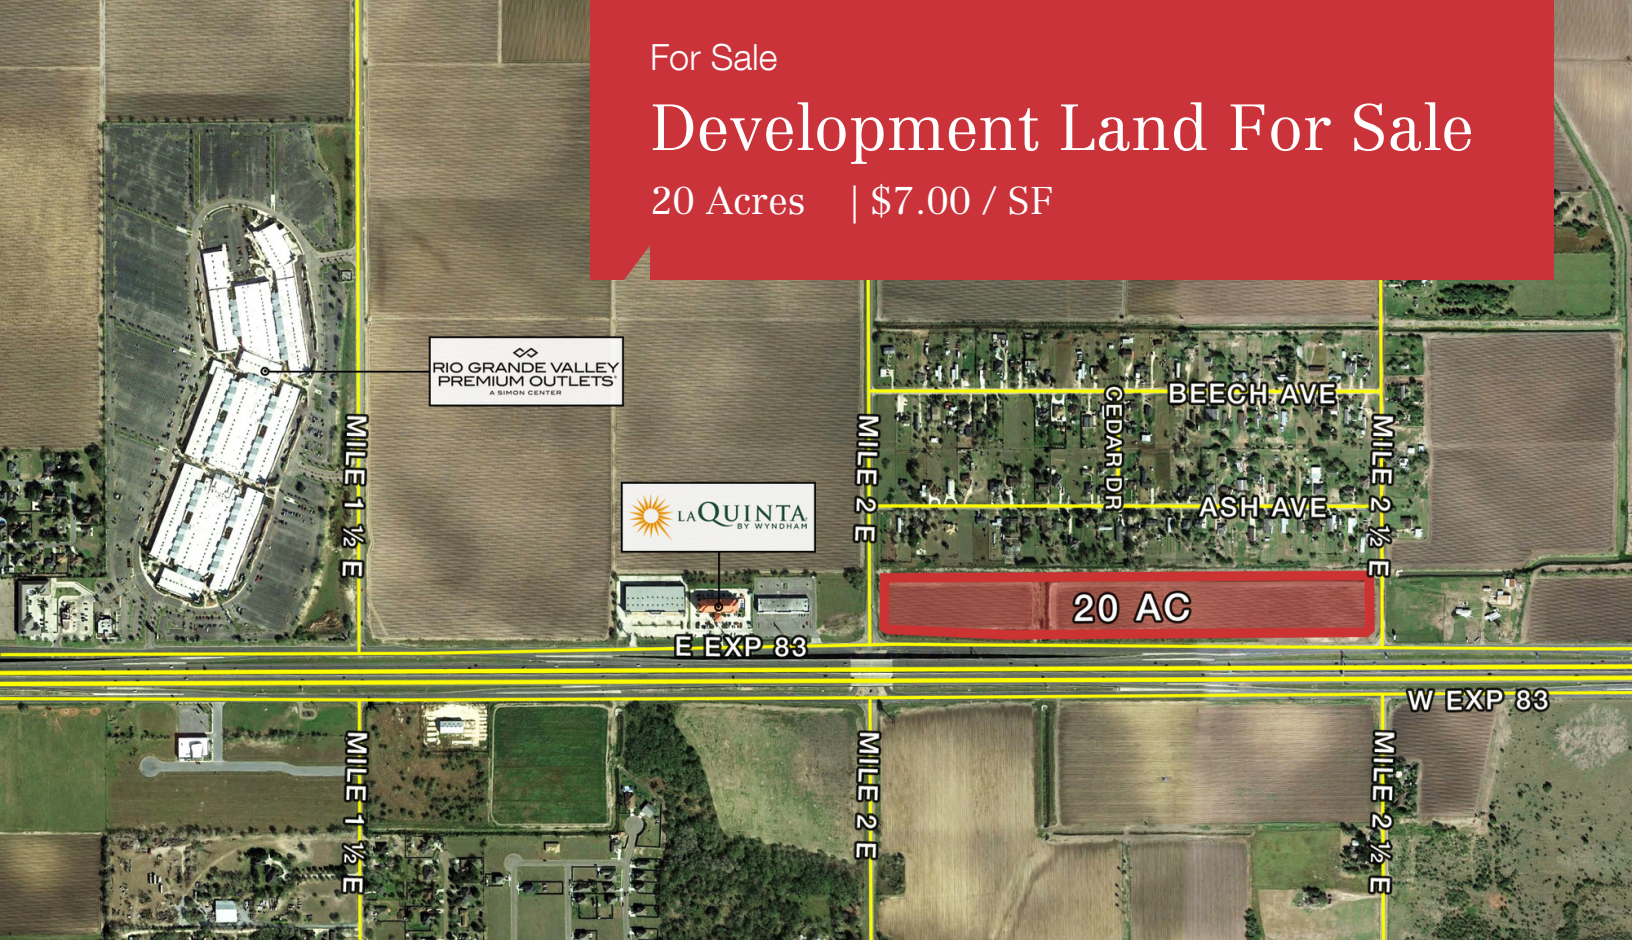 For Sale
Development Land For Sale
20 Acres | $7.00 / SF
RIO GRANDE VALLEY
PREMIUM OUTLETS
A SIMON CENTER
LAQUINTA
BY WYNDHAM
MILE 1 ½ E
MILE 2 E
MILE 2 ½ E
BEECH AVE
CEDAR DR
ASH AVE
20 AC
E EXP 83
W EXP 83
MILE 1 ½ E
MILE 2 E
MILE 2 ½ E